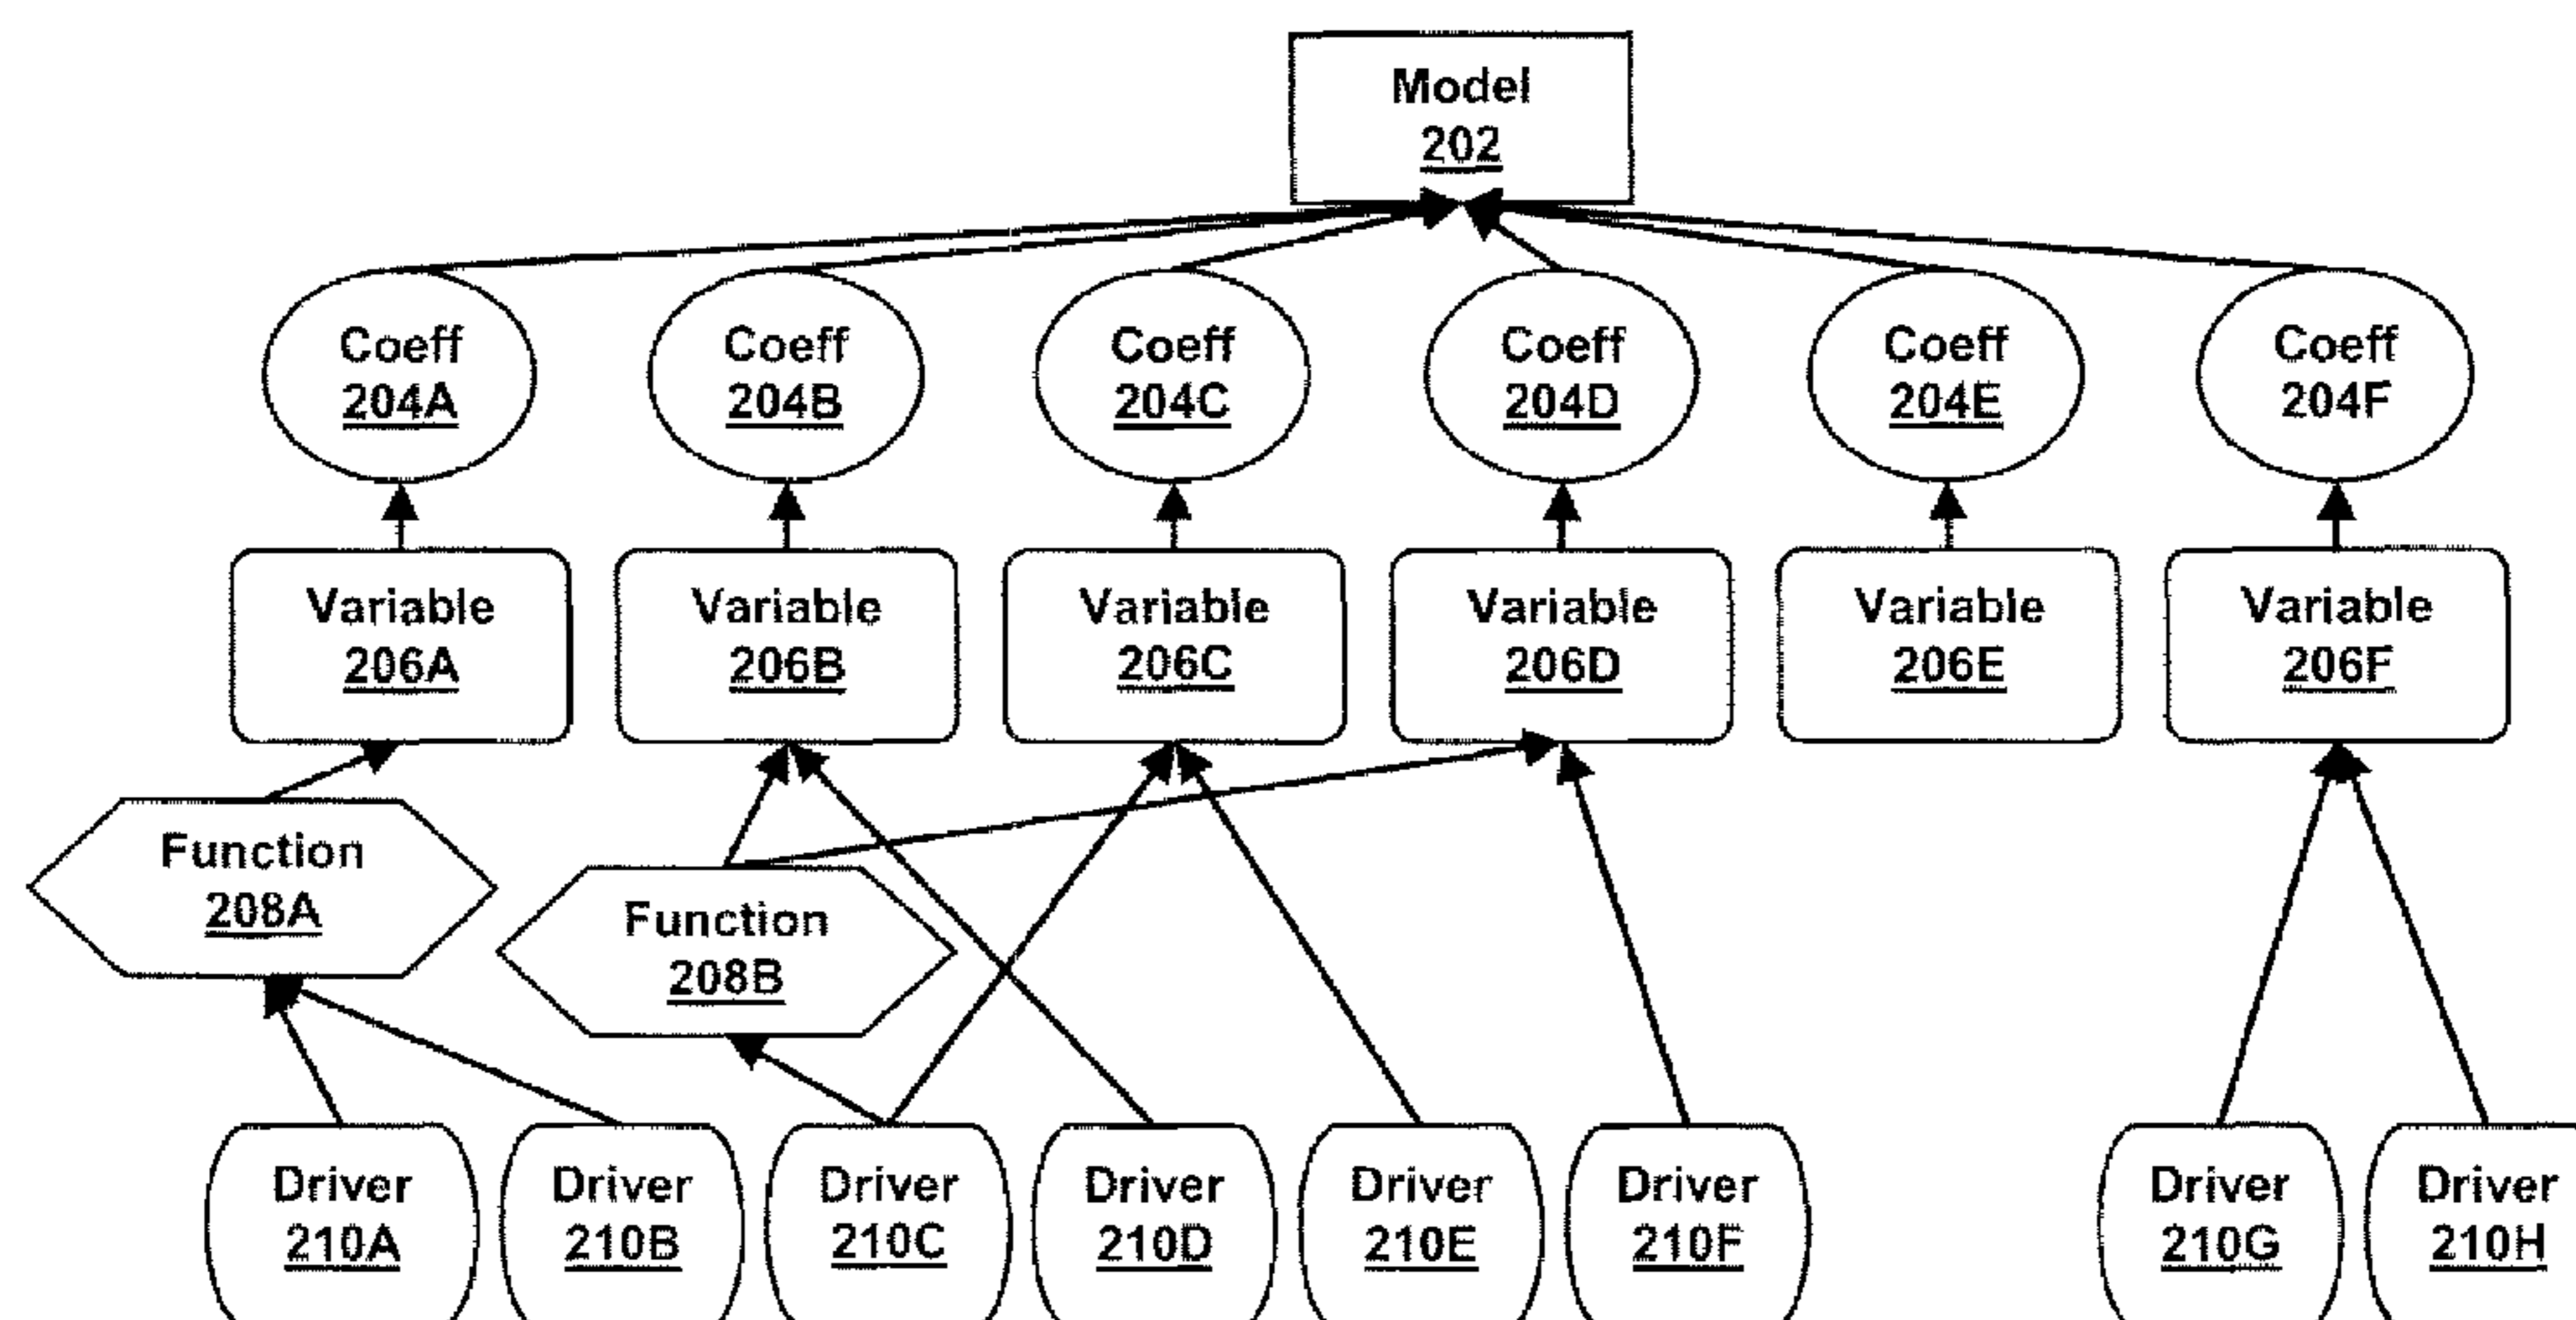 Model
202
Coeff
204A
Coeff
204B
Coeff
204C
Coeff
204D
Coeff
204E
Coeff
204F
Variable
206A
Variable
206B
Variable
206C
Variable
206D
Variable
206E
Variable
206F
Function
208A
Function
208B
Driver
210A
Driver
210B
Driver
210C
Driver
210D
Driver
210E
Driver
210F
Driver
210G
Driver
210H